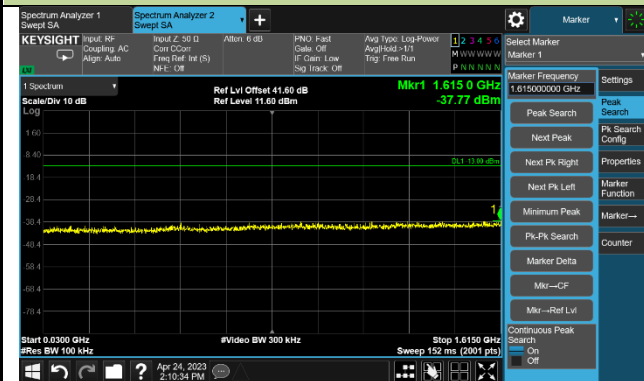 Spectrum Analyzer 1
Swept SA
Spectrum Analyzer 2
Swept SA
+
Marker
KEYSIGHT
Input: RF
Coupling: AC
Align: Auto
Input Z: 50 Ω
Corr CCorr
Freq Ref: Int (S)
NFE: Off
Atten: 6 dB
PNO: Fast
Gate: Off
IF Gain: Low
Sig Track: Off
Avg Type: Log-Power
Avg|Hold:>1/1
Trig: Free Run
1 2 3 4 5 6
M W W W W W
P N N N N N
LM
Select Marker
Marker 1
1 Spectrum
Scale/Div 10 dB
Log
Ref Lvl Offset 41.60 dB
Ref Level 11.60 dBm
Mkr1 1.615 0 GHz
-37.77 dBm
1.60
-8.40
-18.4
-28.4
-38.4
-48.4
-58.4
-68.4
-78.4
DL1 -13.00 dBm
1
Start 0.0300 GHz
#Res BW 100 kHz
#Video BW 300 kHz
Stop 1.6150 GHz
Sweep 152 ms (2001 pts)
Marker Frequency
1.615000000 GHz
Peak Search
Next Peak
Next Pk Right
Next Pk Left
Minimum Peak
Pk-Pk Search
Marker Delta
Mkr→CF
Mkr→Ref Lvl
Continuous Peak
Search
On
Off
Settings
Peak
Search
Pk Search
Config
Properties
Marker
Function
Marker→
Counter
?
Apr 24, 2023
2:10:34 PM